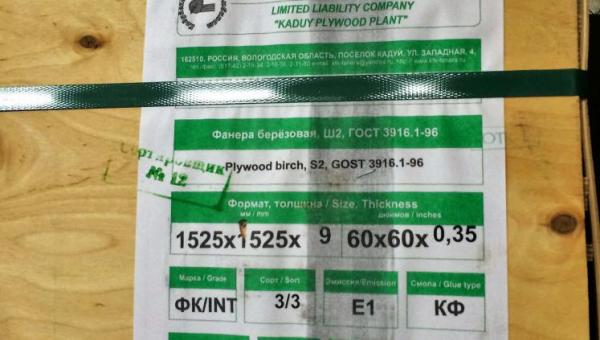 LIMITED LIABILITY COMPANY
"KADUY PLYWOOD PLANT"
162510, РОССИЯ, ВОЛОГОДСКАЯ ОБЛАСТЬ, ПОСЕЛОК КАДУЙ, УЛ. ЗАПАДНАЯ, 4,
Фанера берёзовая, Ш2, ГОСТ 3916.1-96
Сортировщик
№ 12
Plywood birch, S2, GOST 3916.1-96
Формат, толщина / Size, Thickness
мм / mm дюймов / inches
1525x1525x 9 60x60x 0,35
Марка / Grade Сорт / Sort Эмиссия/Emission Смола / Glue type
ФК/INT 3/3 E1 КФ